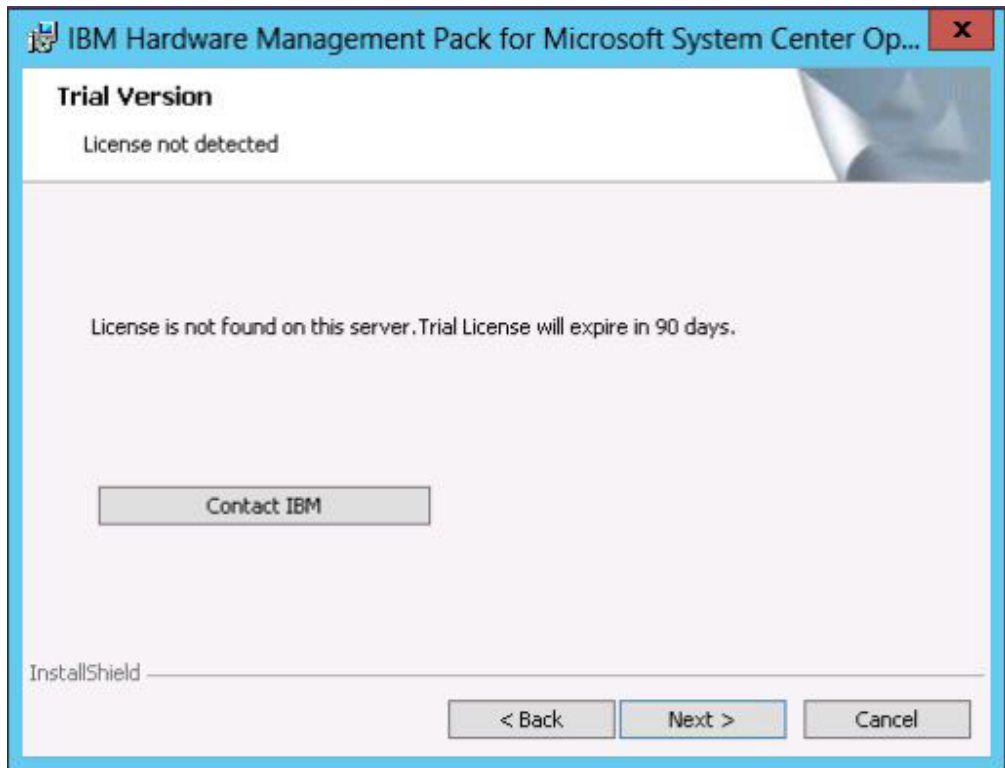 IBM Hardware Management Pack for Microsoft System Center Op...
x
Trial Version
License not detected
License is not found on this server.Trial License will expire in 90 days.
Contact IBM
InstallShield
< Back
Next >
Cancel